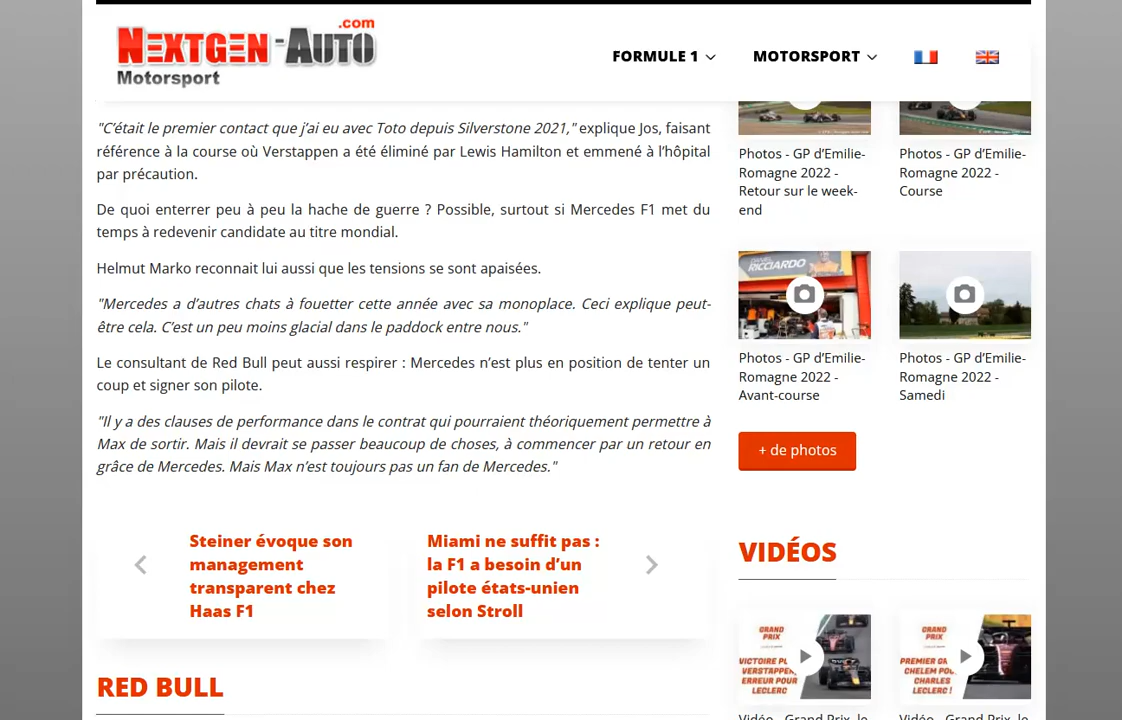 .com
NEXTGEN-AUTO
Motorsport
FORMULE 1
MOTORSPORT
"C'était le premier contact que j'ai eu avec Toto depuis Silverstone 2021," explique Jos, faisant
référence à la course où Verstappen a été éliminé par Lewis Hamilton et emmené à l'hôpital
par précaution.
De quoi enterrer peu à peu la hache de guerre ? Possible, surtout si Mercedes F1 met du
temps à redevenir candidate au titre mondial.
Helmut Marko reconnait lui aussi que les tensions se sont apaisées.
"Mercedes a d'autres chats à fouetter cette année avec sa monoplace. Ceci explique peut-
être cela. C'est un peu moins glacial dans le paddock entre nous."
Le consultant de Red Bull peut aussi respirer : Mercedes n'est plus en position de tenter un
coup et signer son pilote.
"Il y a des clauses de performance dans le contrat qui pourraient théoriquement permettre à
Max de sortir. Mais il devrait se passer beaucoup de choses, à commencer par un retour en
grâce de Mercedes. Mais Max n'est toujours pas un fan de Mercedes."
Steiner évoque son
management
transparent chez
Haas F1
Miami ne suffit pas :
la F1 a besoin d'un
pilote états-unien
selon Stroll
RED BULL
Photos - GP d'Emilie-
Romagne 2022 -
Retour sur le week-
end
Photos - GP d'Emilie-
Romagne 2022 -
Course
DANIEL
RICCIARDO
Photos - GP d'Emilie-
Romagne 2022 -
Avant-course
Photos - GP d'Emilie-
Romagne 2022 -
Samedi
+ de photos
VIDÉOS
GRAND
PRIX
VICTOIRE
VERSTAPPEN,
ERREUR POUR
LECLERC
GRAND
PRIX
PREMIER
CHELEM
CHARLES
LECLERC !
Vidéo - Grand Prix, le
Vidéo - Grand Prix, le